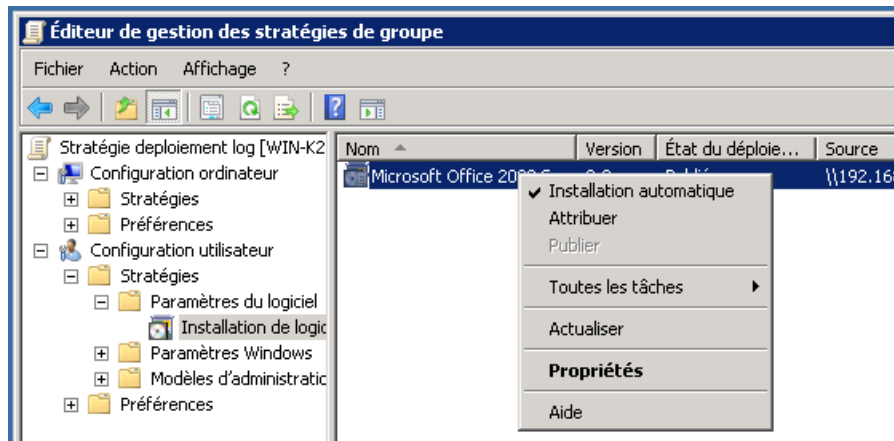 Éditeur de gestion des stratégies de groupe
Fichier Action Affichage ?
Stratégie deploiement log [WIN-K2
Configuration ordinateur
Stratégies
Préférences
Configuration utilisateur
Stratégies
Paramètres du logiciel
Installation de logic
Paramètres Windows
Modèles d'administratic
Préférences
Nom Version État du déploie... Source
Microsoft Office \\192.16
Installation automatique
Attribuer
Publier
Toutes les tâches
Actualiser
Propriétés
Aide